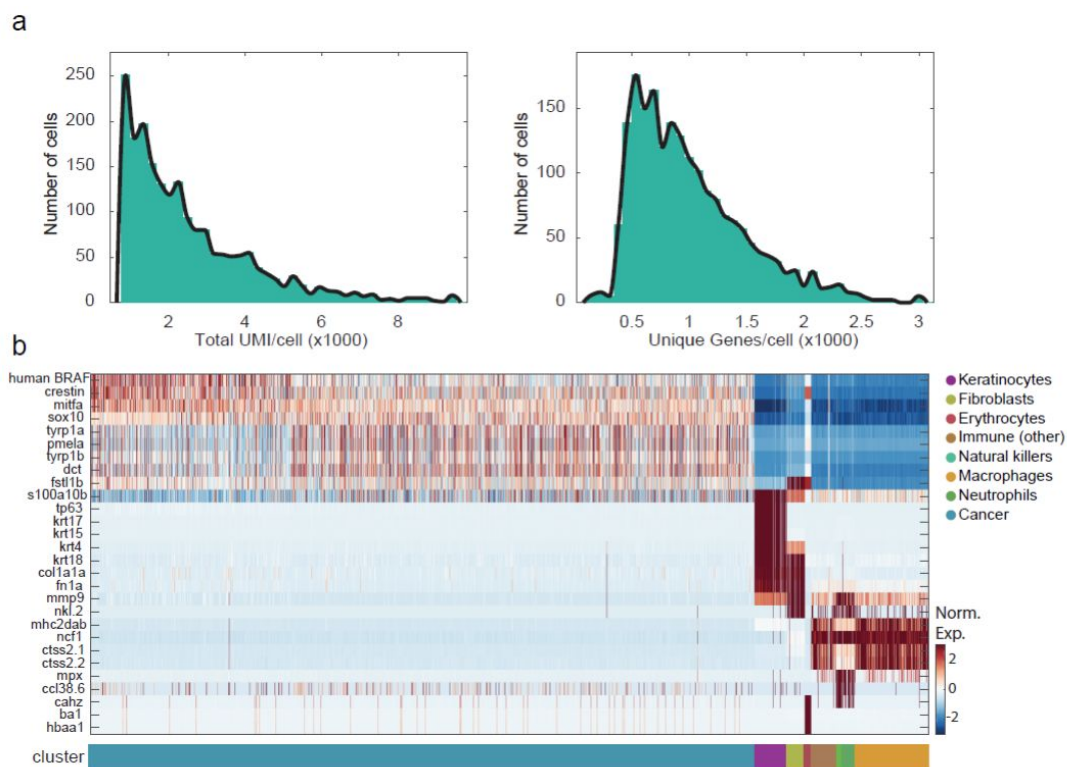 a
250
200
150
100
50
0
Number of cells
2 4 6 8
Total UMI/cell (x1000)
150
100
50
0
Number of cells
0.5 1 1.5 2 2.5 3
Unique Genes/cell (x1000)
b
human BRAF
crestin
mitfa
sox10
tyrp1a
pmela
tyrp1b
dct
fstl1b
s100a10b
tp63
krt17
krt15
krt4
krt18
col1a1a
fn1a
mmp9
nkl.2
mhc2dab
ncf1
ctss2.1
ctss2.2
mpx
ccl38.6
cahz
ba1
hbaa1
cluster
Keratinocytes
Fibroblasts
Erythrocytes
Immune (other)
Natural killers
Macrophages
Neutrophils
Cancer
Norm.
Exp.
2
0
-2